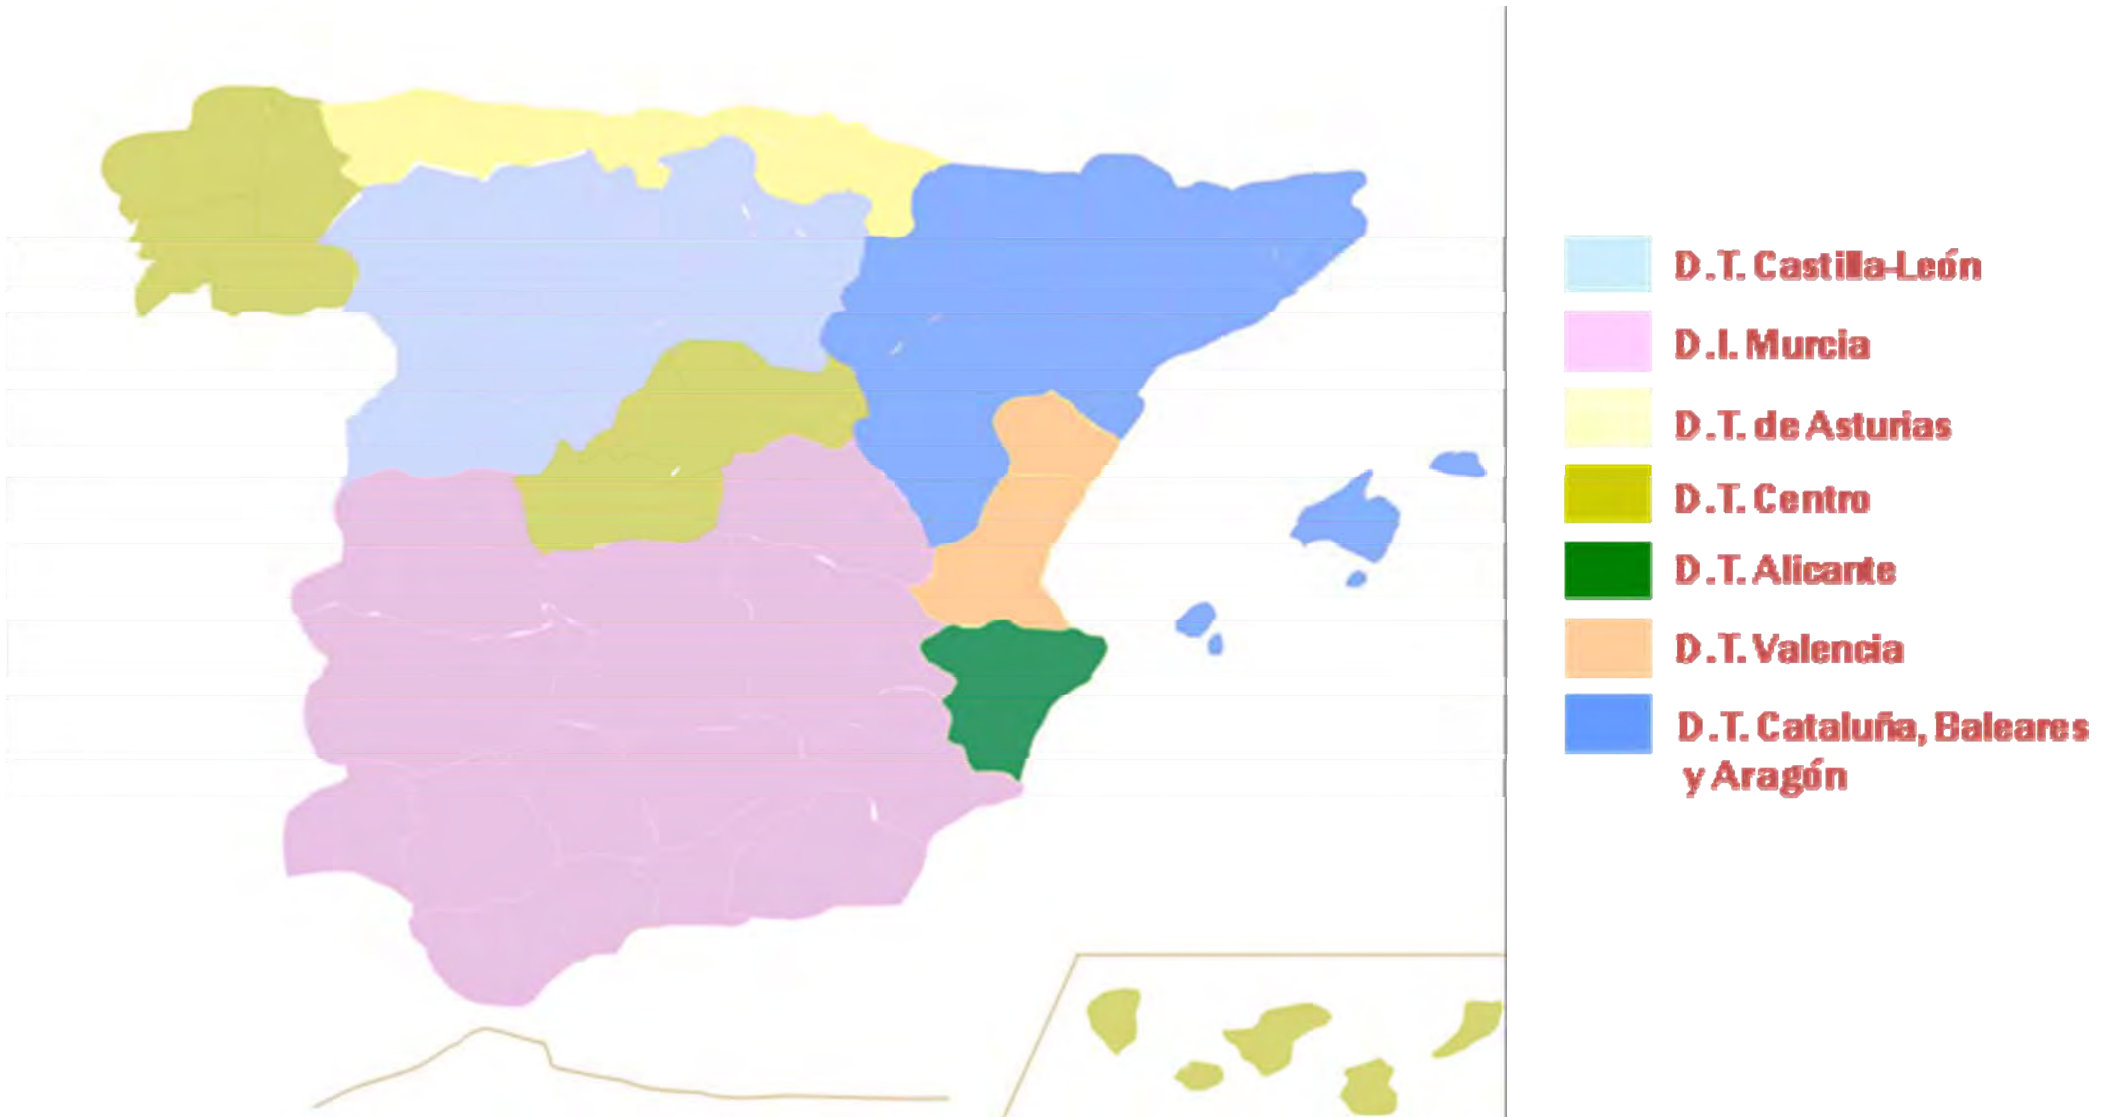 D.T. Castilla-León
D.I. Murcia
D.T. de Asturias
D.T. Centro
D.T. Alicante
D.T. Valencia
D.T. Cataluña, Baleares
y Aragón